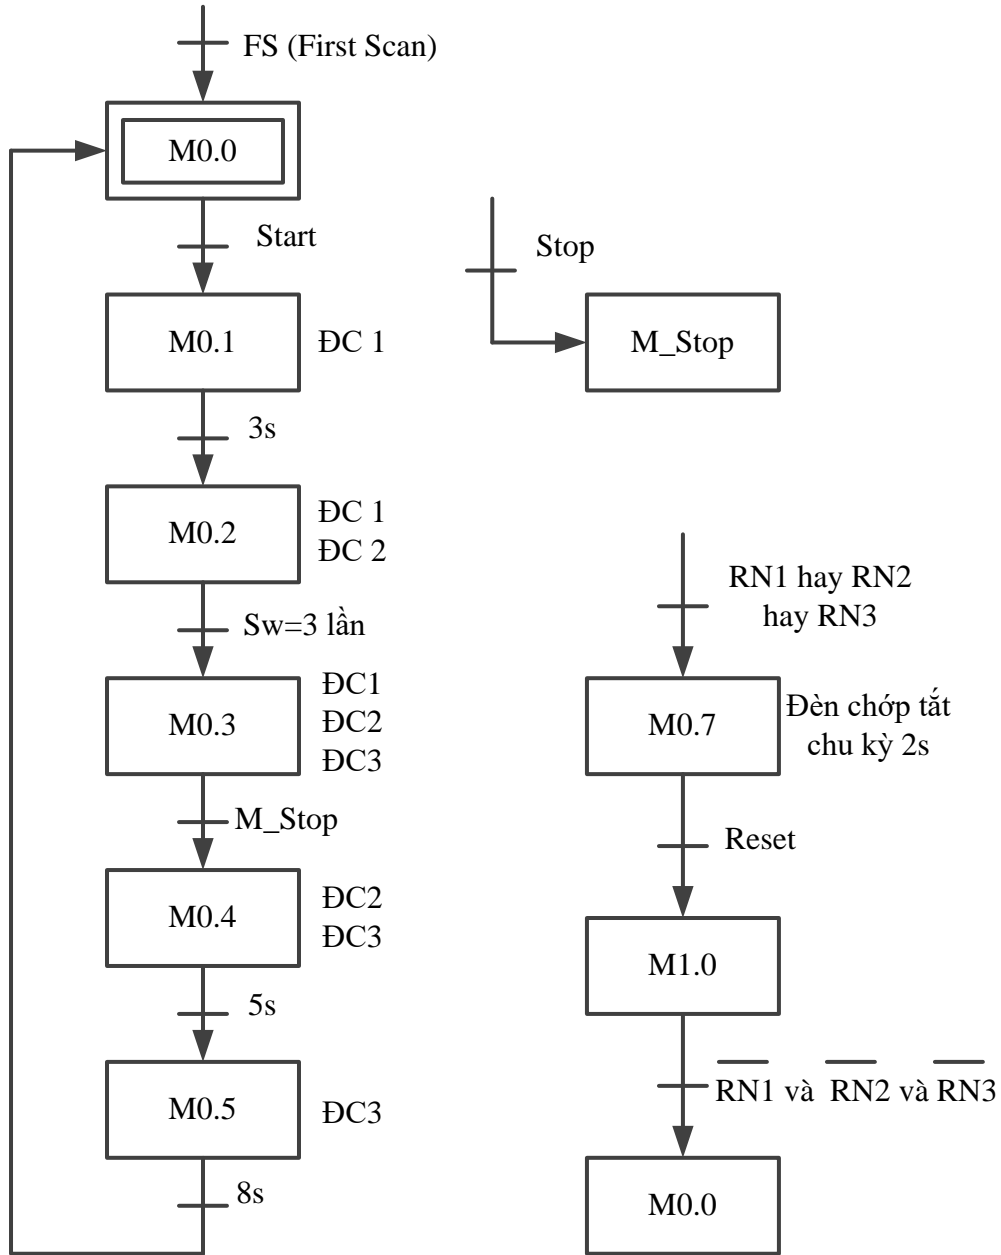 FS (First Scan)
M0.0
Start
M0.1
ĐC 1
3s
M0.2
ĐC 1
ĐC 2
Sw=3 lần
M0.3
ĐC1
ĐC2
ĐC3
M_Stop
M0.4
ĐC2
ĐC3
5s
M0.5
ĐC3
8s
Stop
M_Stop
RN1 hay RN2
hay RN3
M0.7
Đèn chớp tắt
chu kỳ 2s
Reset
M1.0
R̅N̅1̅ và R̅N̅2̅ và R̅N̅3̅
M0.0